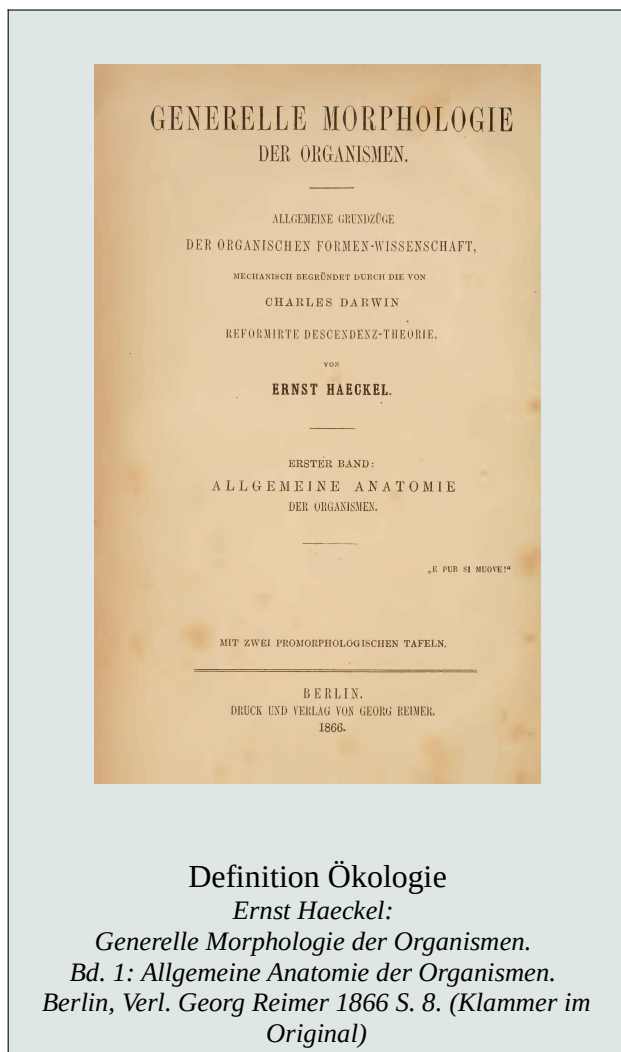 GENERELLE MORPHOLOGIE
DER ORGANISMEN.
ALLGEMEINE GRUNDZÜGE
DER ORGANISCHEN FORMEN-WISSENSCHAFT,
MECHANISCH BEGRÜNDET DURCH DIE VON
CHARLES DARWIN
REFORMIRTE DESCENDENZ-THEORIE,
VON
ERNST HAECKEL.
ERSTER BAND:
ALLGEMEINE ANATOMIE
DER ORGANISMEN.
„E PUR SI MUOVE!“
MIT ZWEI PROMORPHOLOGISCHEN TAFELN.
BERLIN.
DRUCK UND VERLAG VON GEORG REIMER.
1866.
Definition Ökologie
Ernst Haeckel:
Generelle Morphologie der Organismen.
Bd. 1: Allgemeine Anatomie der Organismen.
Berlin, Verl. Georg Reimer 1866 S. 8. (Klammer im
Original)